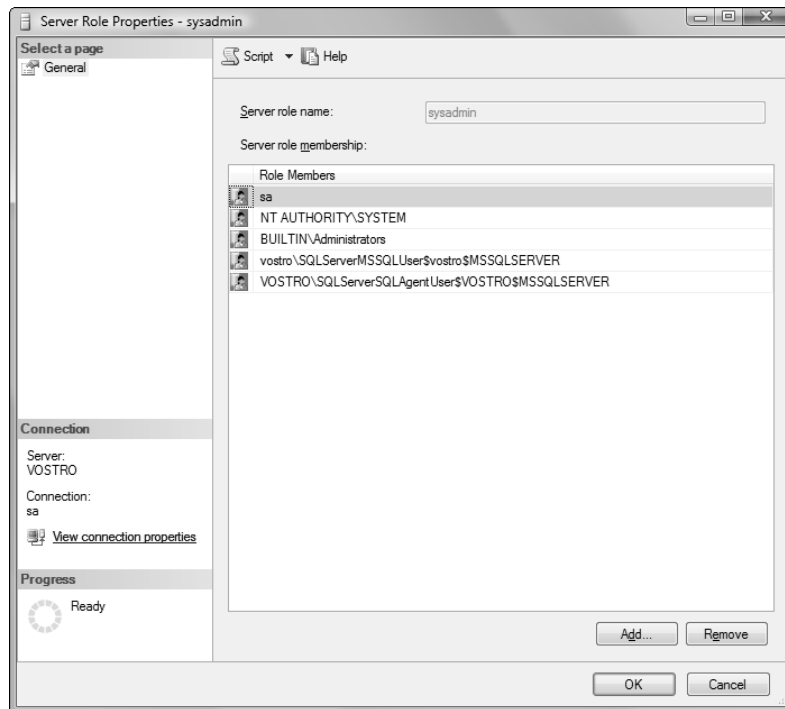 Server Role Properties - sysadmin
Select a page
General
Script
Help
Server role name:
sysadmin
Server role membership:
Role Members
sa
NT AUTHORITY\SYSTEM
BUILTIN\Administrators
vostro\SQLServerMSSQLUser$vostro$MSSQLSERVER
VOSTRO\SQLServerSQLAgentUser$VOSTRO$MSSQLSERVER
Connection
Server:
VOSTRO
Connection:
sa
View connection properties
Progress
Ready
Add...
Remove
OK
Cancel